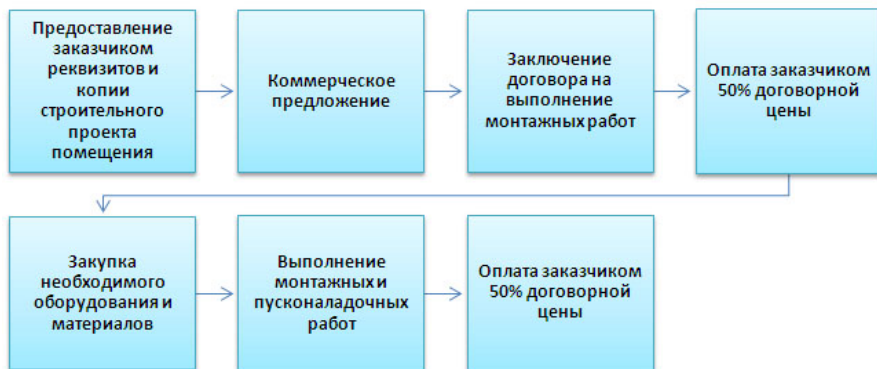 Предоставление
заказчиком
реквизитов и
копии
строительного
проекта
помещения
Коммерческое
предложение
Заключение
договора на
выполнение
монтажных работ
Оплата заказчиком
50% договорной
цены
Закупка
необходимого
оборудования и
материалов
Выполнение
монтажных и
пусконаладочных
работ
Оплата заказчиком
50% договорной
цены